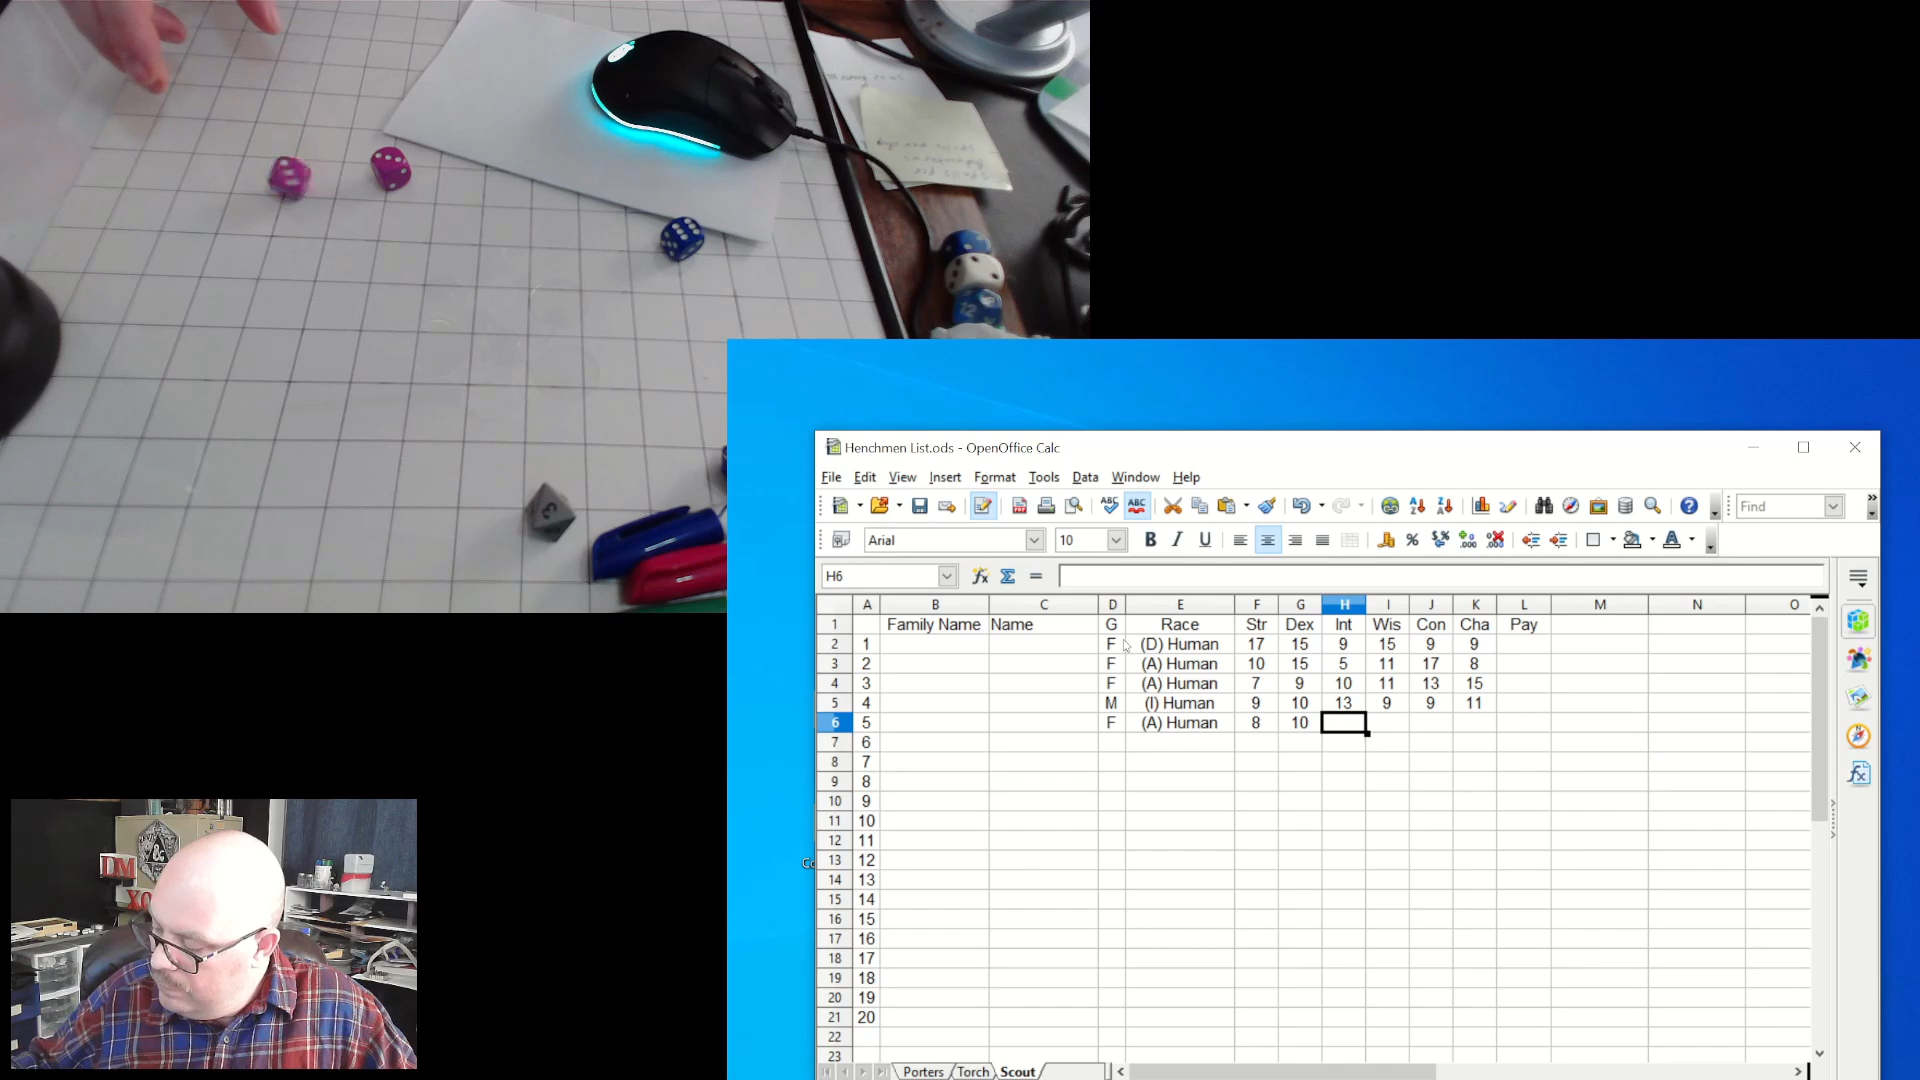 12
3
DM
XO
&
Henchmen List.ods - OpenOffice Calc
File Edit View Insert Format Tools Data Window Help
Find
Arial 10 B I U
H6
A B C D E F G H I J K L M N O
1 Family Name Name G Race Str Dex Int Wis Con Cha Pay
2 1 F (D) Human 17 15 9 15 9 9
3 2 F (A) Human 10 15 5 11 17 8
4 3 F (A) Human 7 9 10 11 13 15
5 4 M (I) Human 9 10 13 9 9 11
6 5 F (A) Human 8 10
7 6
8 7
9 8
10 9
11 10
12 11
13 12
14 13
15 14
16 15
17 16
18 17
19 18
20 19
21 20
22
23
Porters Torch Scout